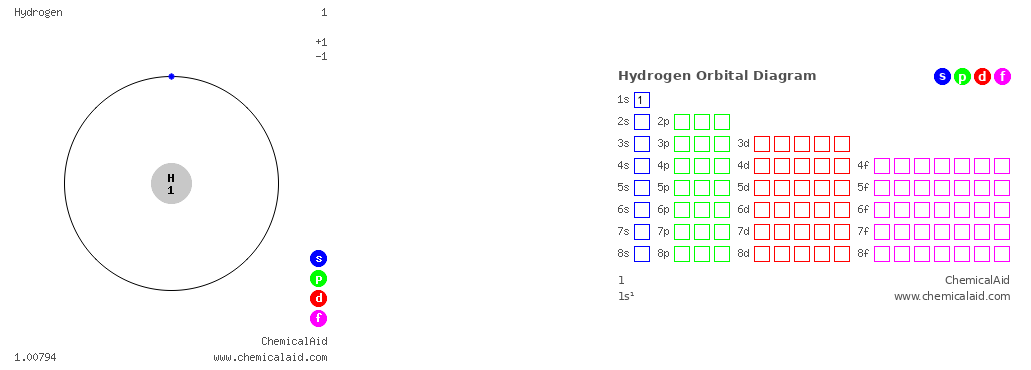 Hydrogen
1
+1
-1
H
1
s
p
d
f
ChemicalAid
1.00794
www.chemicalaid.com
Hydrogen Orbital Diagram
s p d f
1s 1
2s 2p
3s 3p 3d
4s 4p 4d 4f
5s 5p 5d 5f
6s 6p 6d 6f
7s 7p 7d 7f
8s 8p 8d 8f
1
ChemicalAid
1s¹
www.chemicalaid.com